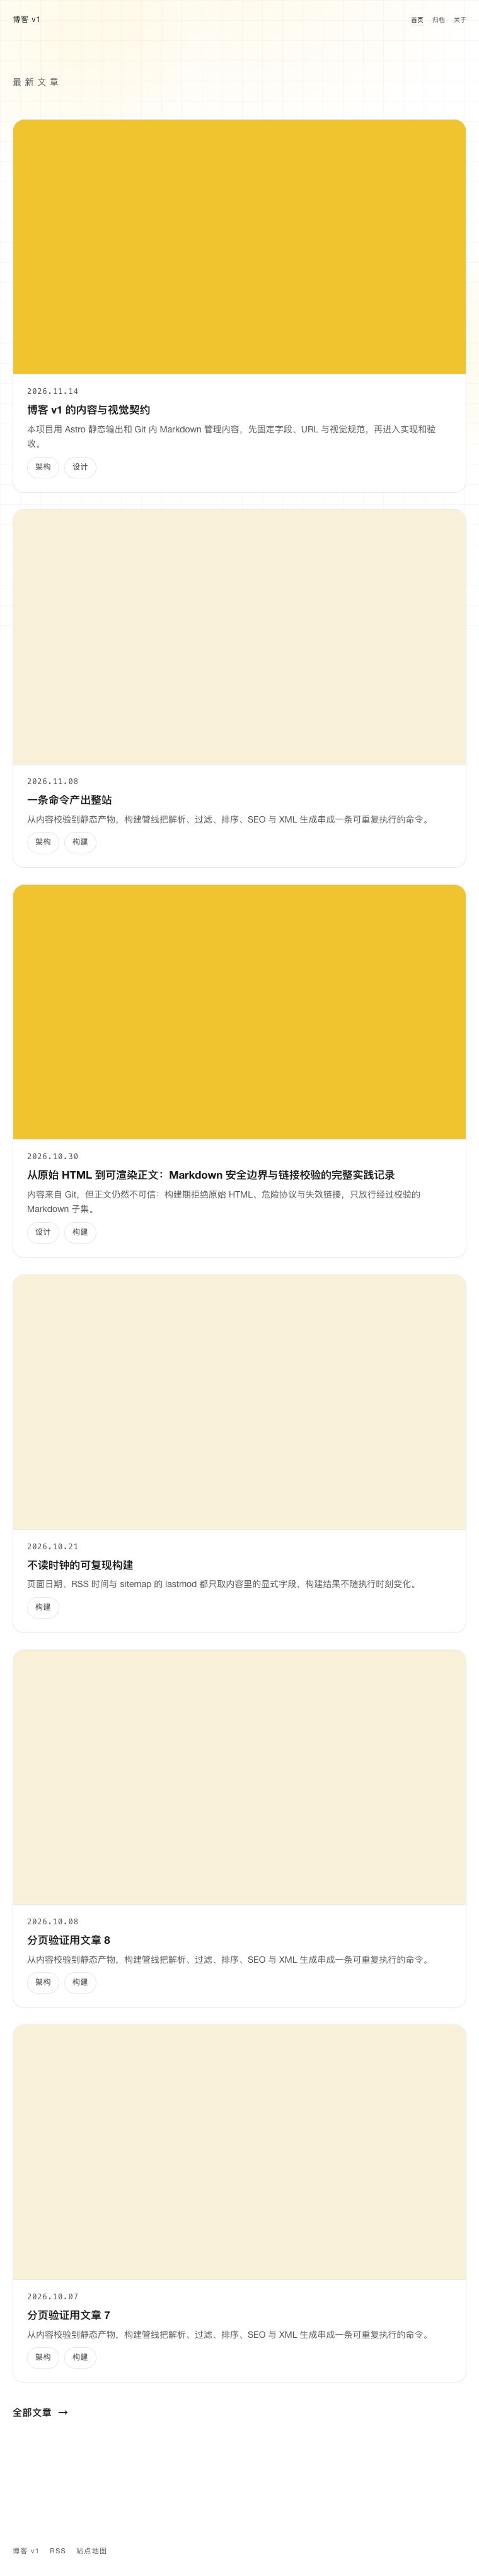 博客 v1
首页 归档 关于
最新文章
2026.11.14
博客 v1 的内容与视觉契约
本项目用 Astro 静态输出和 Git 内 Markdown 管理内容，先固定字段、URL 与视觉规范，再进入实现和验
收。
架构 设计
2026.11.08
一条命令产出整站
从内容校验到静态产物，构建管线把解析、过滤、排序、SEO 与 XML 生成串成一条可重复执行的命令。
架构 构建
2026.10.30
从原始 HTML 到可渲染正文：Markdown 安全边界与链接校验的完整实践记录
内容来自 Git，但正文仍然不可信：构建期拒绝原始 HTML、危险协议与失效链接，只放行经过校验的
Markdown 子集。
设计 构建
2026.10.21
不读时钟的可复现构建
页面日期、RSS 时间与 sitemap 的 lastmod 都只取内容里的显式字段，构建结果不随执行时刻变化。
构建
2026.10.08
分页验证用文章 8
从内容校验到静态产物，构建管线把解析、过滤、排序、SEO 与 XML 生成串成一条可重复执行的命令。
架构 构建
2026.10.07
分页验证用文章 7
从内容校验到静态产物，构建管线把解析、过滤、排序、SEO 与 XML 生成串成一条可重复执行的命令。
架构 构建
全部文章 →
博客 v1 RSS 站点地图